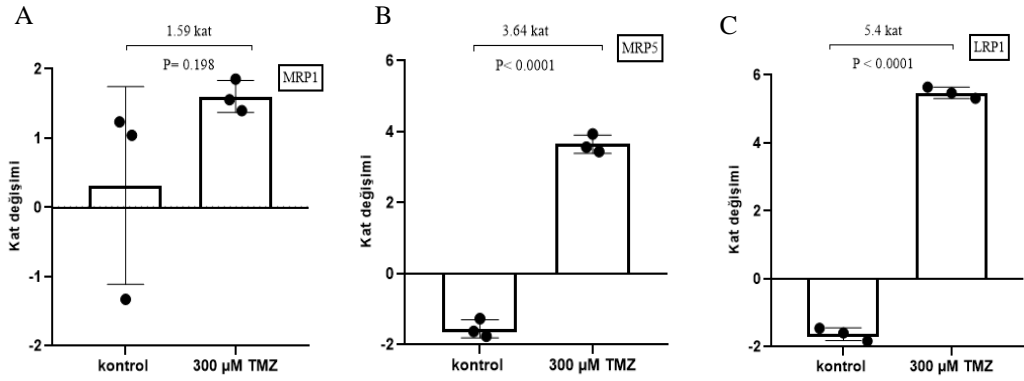 A
1.59 kat
P= 0.198
MRP1
Kat değişimi
2
1
0
-1
-2
kontrol
300 µM TMZ
B
3.64 kat
P< 0.0001
MRP5
Kat değişimi
6
4
2
0
-2
kontrol
300 µM TMZ
C
5.4 kat
P < 0.0001
LRP1
Kat değişimi
6
4
2
0
-2
kontrol
300 µM TMZ